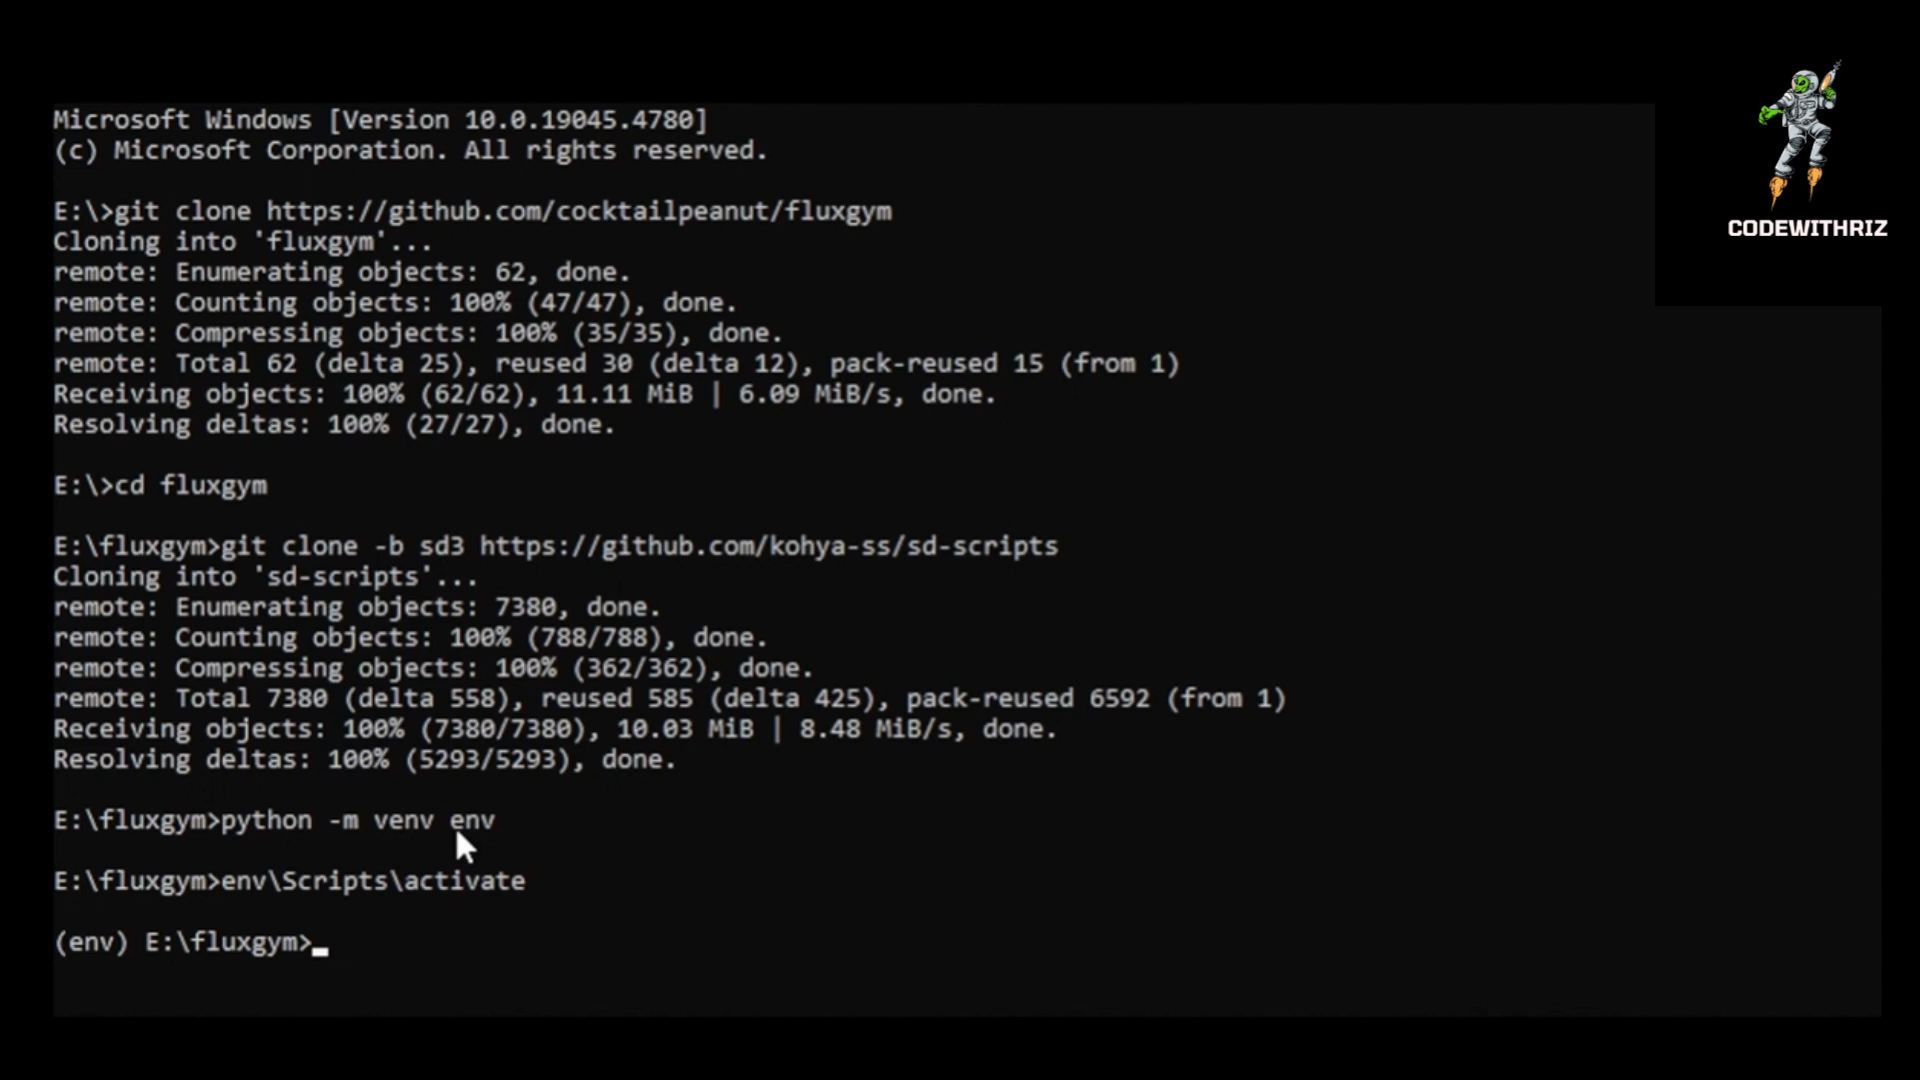 Microsoft Windows [Version 10.0.19045.4780]
(c) Microsoft Corporation. All rights reserved.
E:\>git clone https://github.com/cocktailpeanut/fluxgym
Cloning into 'fluxgym'...
remote: Enumerating objects: 62, done.
remote: Counting objects: 100% (47/47), done.
remote: Compressing objects: 100% (35/35), done.
remote: Total 62 (delta 25), reused 30 (delta 12), pack-reused 15 (from 1)
Receiving objects: 100% (62/62), 11.11 MiB | 6.09 MiB/s, done.
Resolving deltas: 100% (27/27), done.
E:\>cd fluxgym
E:\fluxgym>git clone -b sd3 https://github.com/kohya-ss/sd-scripts
Cloning into 'sd-scripts'...
remote: Enumerating objects: 7380, done.
remote: Counting objects: 100% (788/788), done.
remote: Compressing objects: 100% (362/362), done.
remote: Total 7380 (delta 558), reused 585 (delta 425), pack-reused 6592 (from 1)
Receiving objects: 100% (7380/7380), 10.03 MiB | 8.48 MiB/s, done.
Resolving deltas: 100% (5293/5293), done.
E:\fluxgym>python -m venv env
E:\fluxgym>env\Scripts\activate
(env) E:\fluxgym>
CODEWITHRIZ